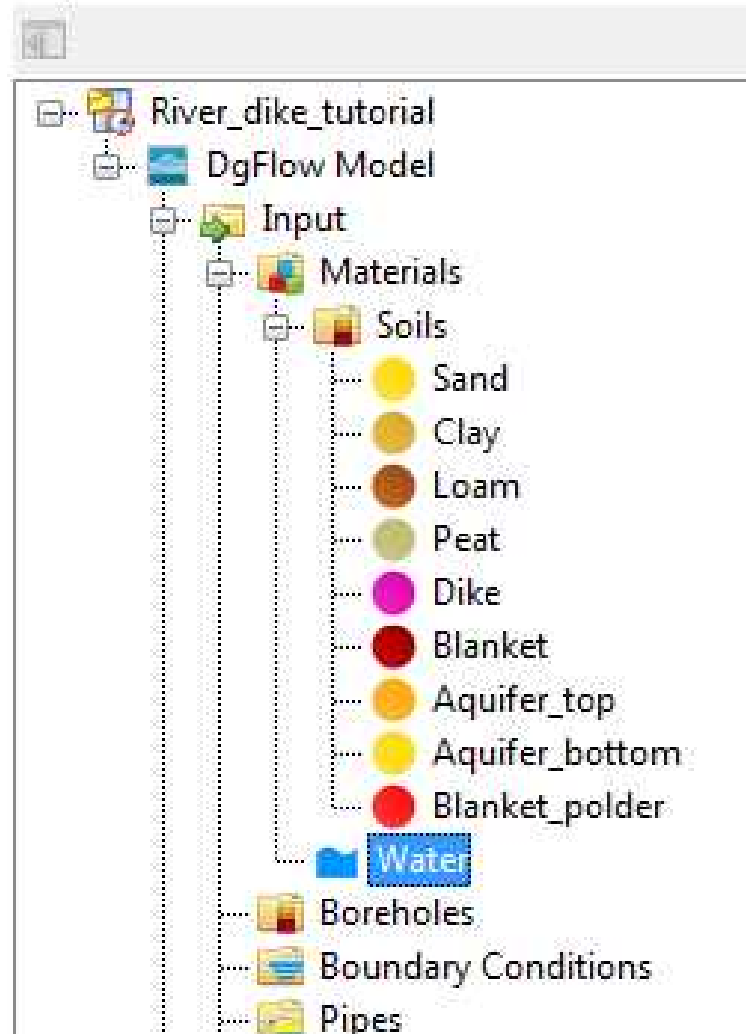 River_dike_tutorial
DgFlow Model
Input
Materials
Soils
Sand
Clay
Loam
Peat
Dike
Blanket
Aquifer_top
Aquifer_bottom
Blanket_polder
Water
Boreholes
Boundary Conditions
Pipes